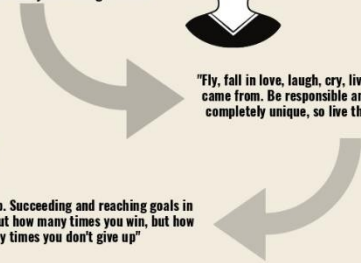 "Fly, fall in love, laugh, cry, liv
came from. Be responsible ar
completely unique, so live th
. Succeeding and reaching goals in
ut how many times you win, but how
y times you don't give up"